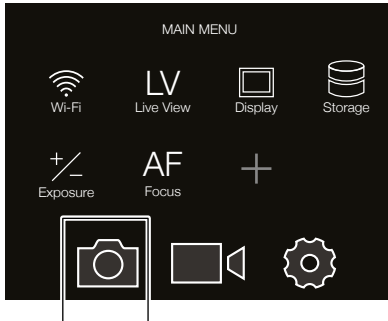 MAIN MENU
LV
Wi-Fi Live View Display Storage
AF
Exposure Focus